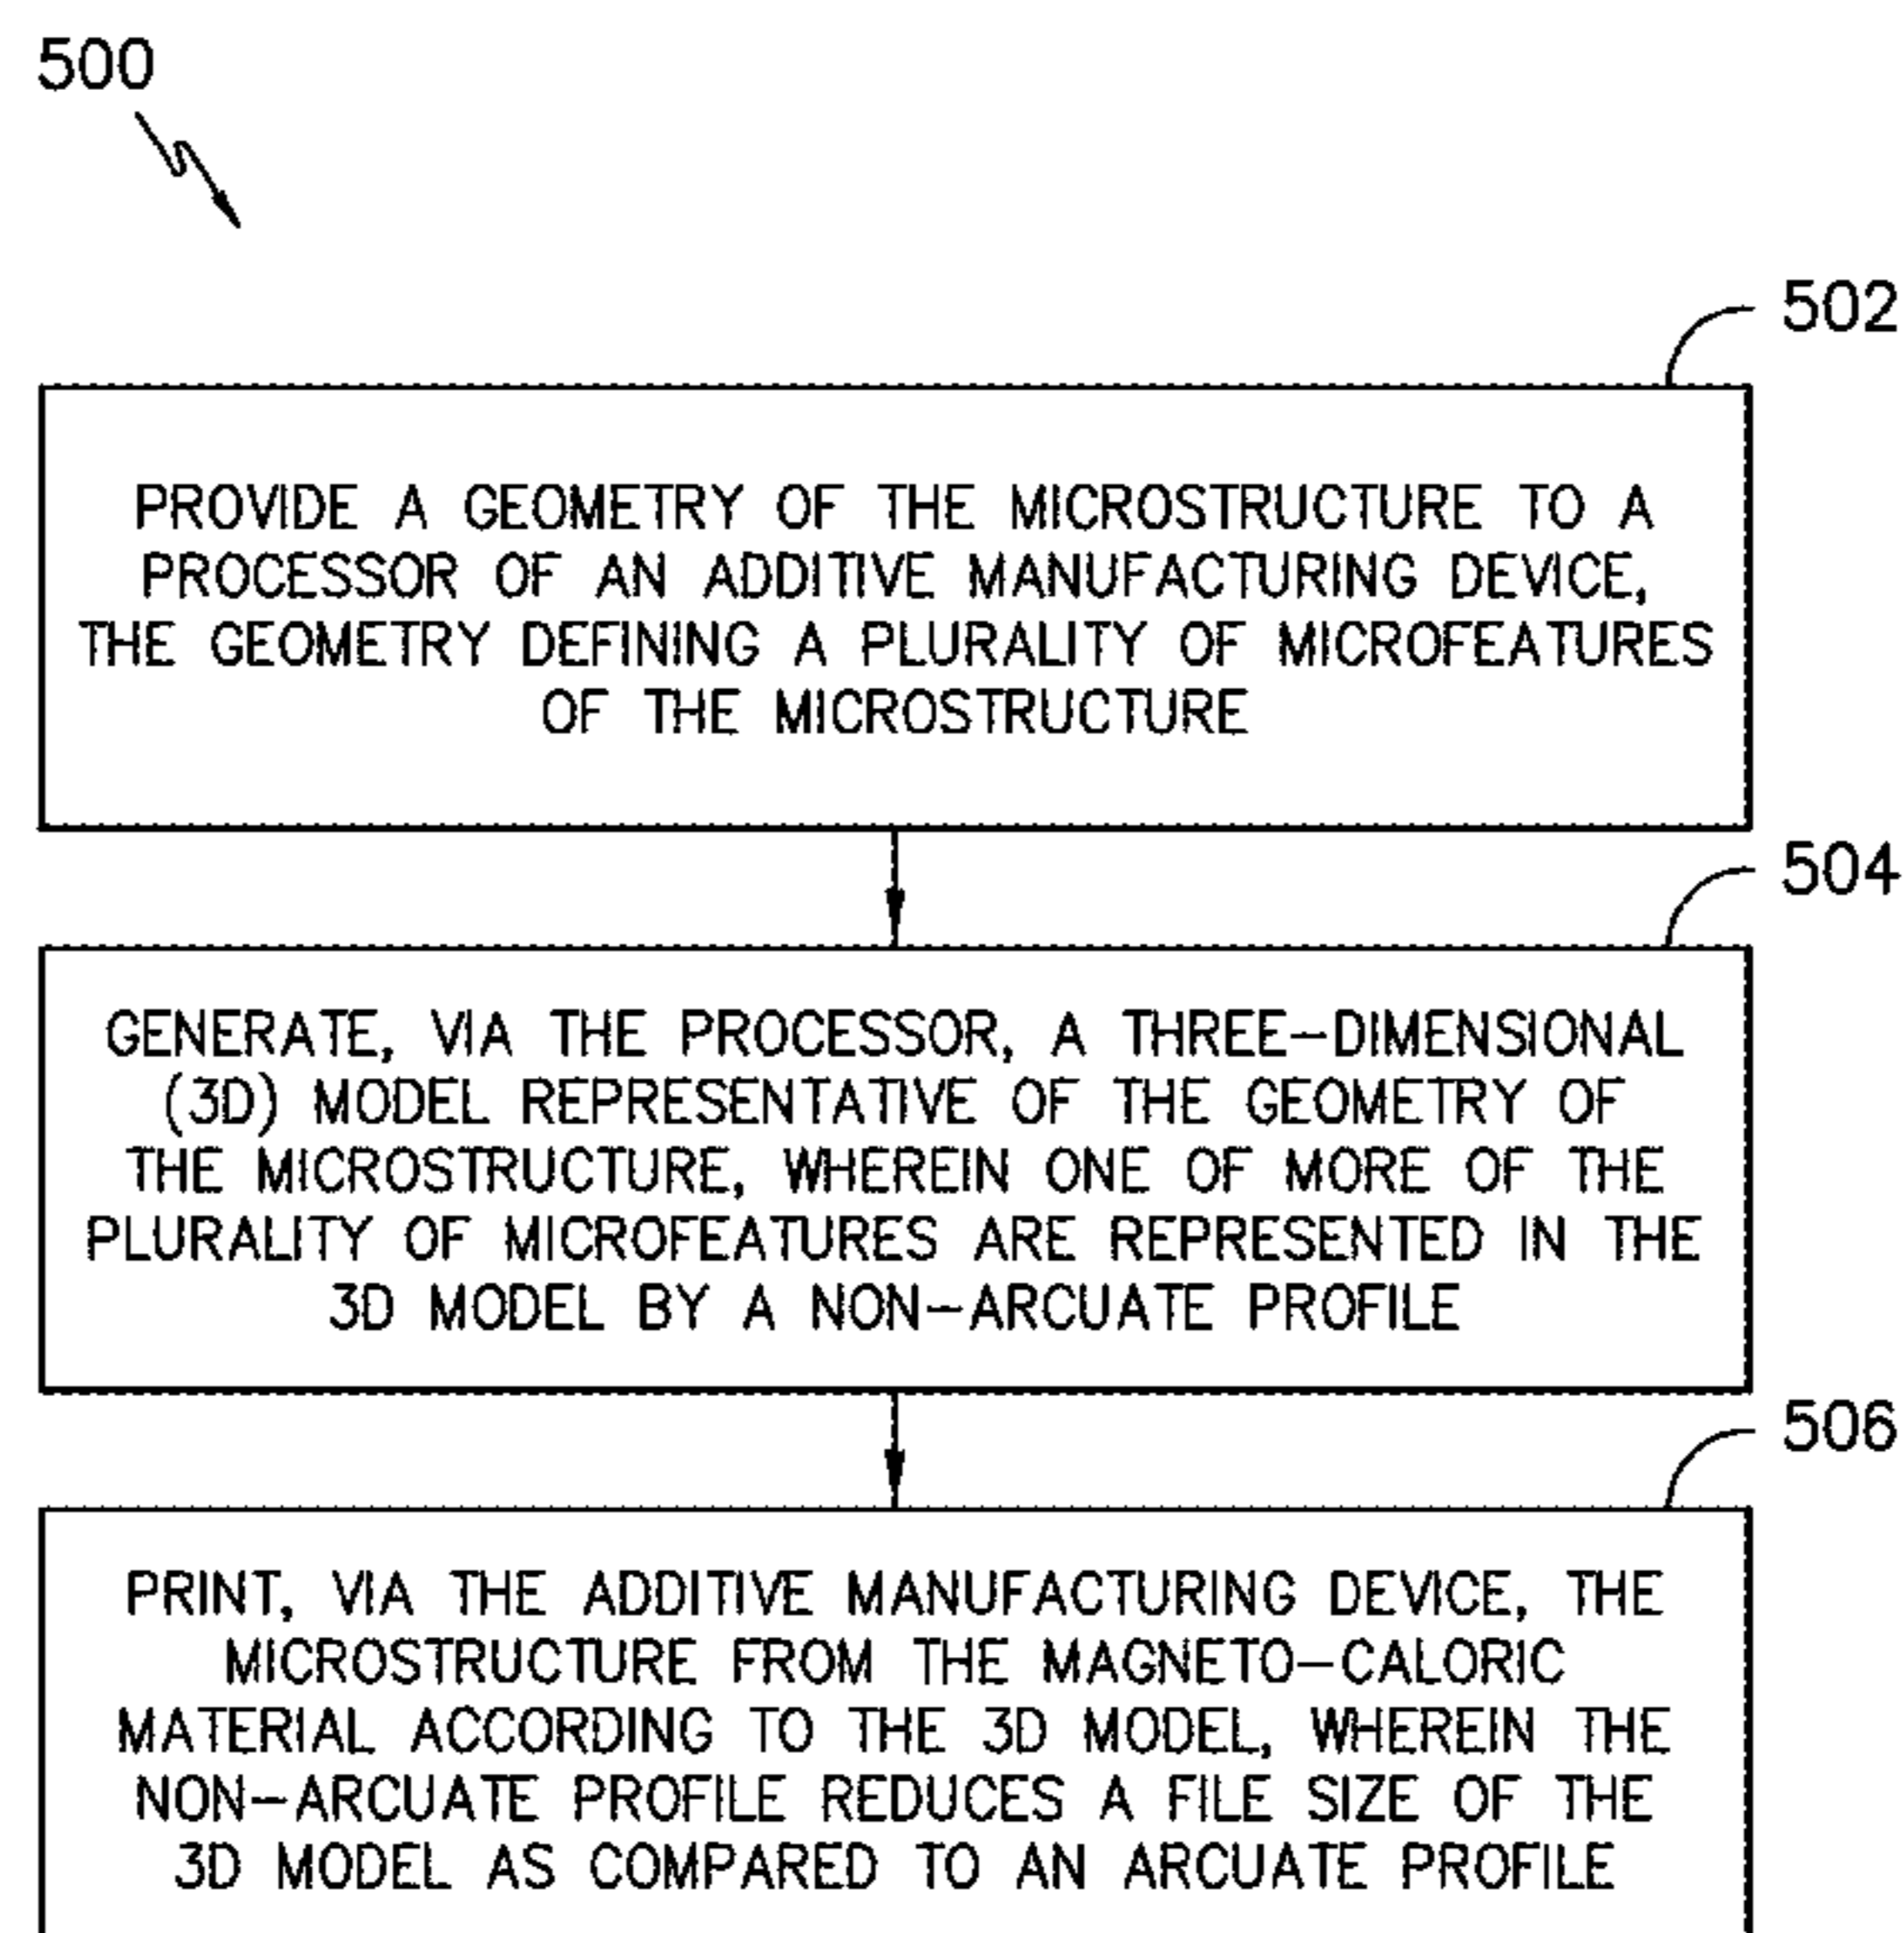 500
502
PROVIDE A GEOMETRY OF THE MICROSTRUCTURE TO A
PROCESSOR OF AN ADDITIVE MANUFACTURING DEVICE,
THE GEOMETRY DEFINING A PLURALITY OF MICROFEATURES
OF THE MICROSTRUCTURE
504
GENERATE, VIA THE PROCESSOR, A THREE-DIMENSIONAL
(3D) MODEL REPRESENTATIVE OF THE GEOMETRY OF
THE MICROSTRUCTURE, WHEREIN ONE OF MORE OF THE
PLURALITY OF MICROFEATURES ARE REPRESENTED IN THE
3D MODEL BY A NON-ARCUATE PROFILE
506
PRINT, VIA THE ADDITIVE MANUFACTURING DEVICE, THE
MICROSTRUCTURE FROM THE MAGNETO-CALORIC
MATERIAL ACCORDING TO THE 3D MODEL, WHEREIN THE
NON-ARCUATE PROFILE REDUCES A FILE SIZE OF THE
3D MODEL AS COMPARED TO AN ARCUATE PROFILE